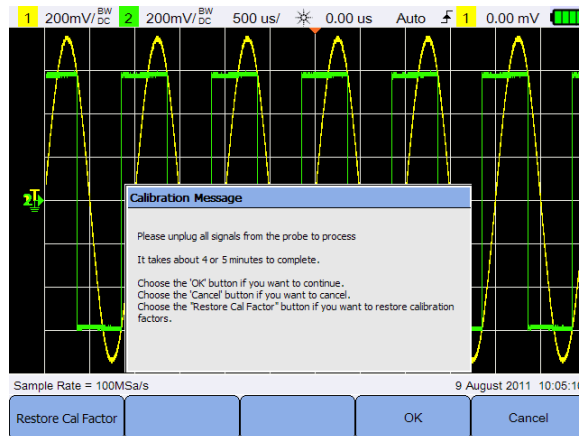 1 200mV/ BW DC 2 200mV/ BW DC 500 us/ 0.00 us Auto 1 0.00 mV
2
Calibration Message
Please unplug all signals from the probe to process
It takes about 4 or 5 minutes to complete.
Choose the 'OK' button if you want to continue.
Choose the 'Cancel' button if you want to cancel.
Choose the "Restore Cal Factor" button if you want to restore calibration
factors.
Sample Rate = 100MSa/s 9 August 2011 10:05:10
Restore Cal Factor OK Cancel